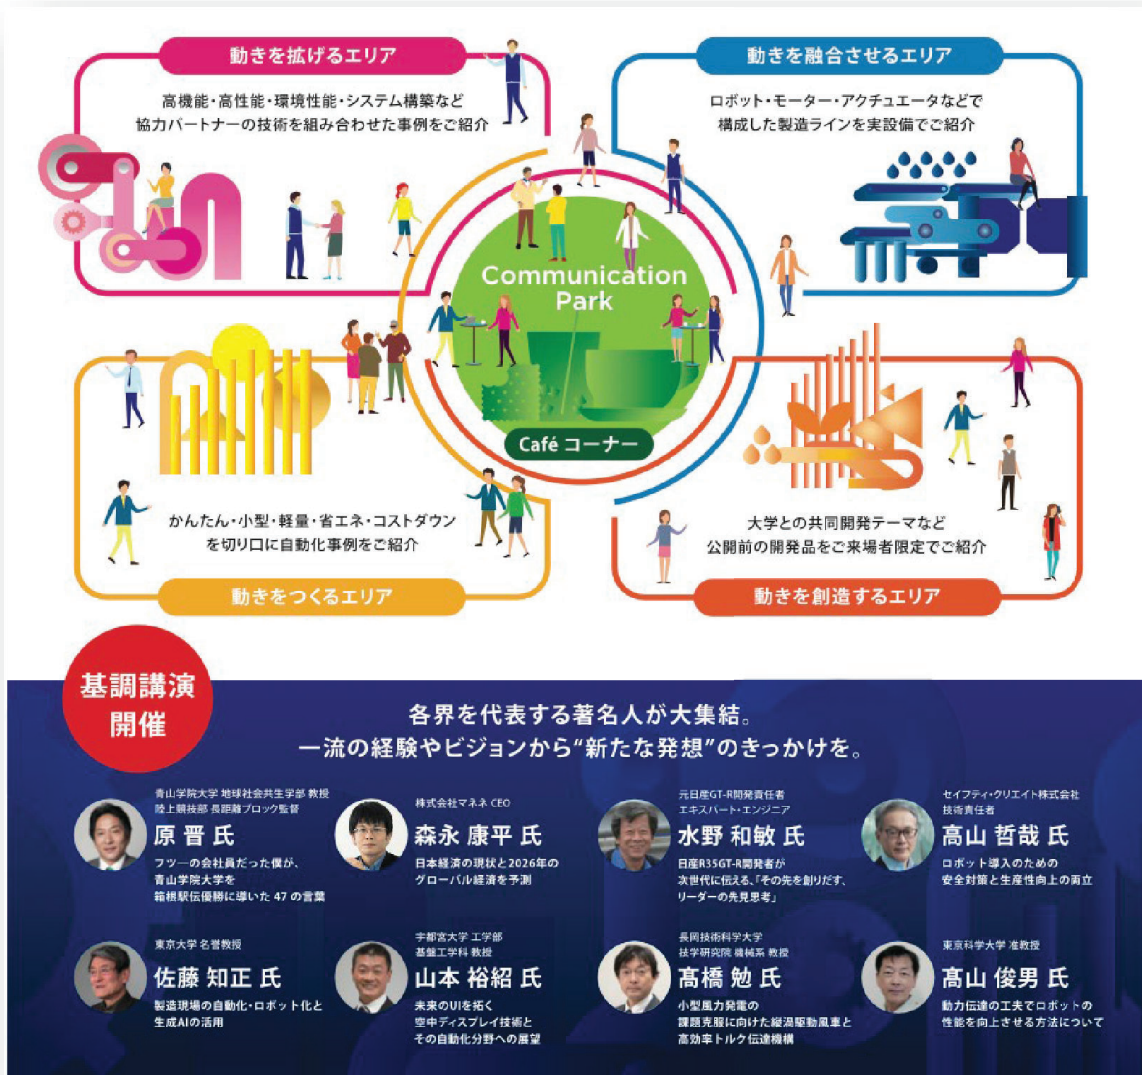 動きを拡げるエリア
高機能・高性能・環境性能・システム構築など
協力パートナーの技術を組み合わせた事例をご紹介
動きを融合させるエリア
ロボット・モーター・アクチュエータなどで
構成した製造ラインを実設備でご紹介
Communication
Park
Café コーナー
かんたん・小型・軽量・省エネ・コストダウン
を切り口に自動化事例をご紹介
動きをつくるエリア
大学との共同開発テーマなど
公開前の開発品をご来場者限定でご紹介
動きを創造するエリア
基調講演
開催
各界を代表する著名人が大集結。
一流の経験やビジョンから“新たな発想”のきっかけを。
青山学院大学 地球社会共生学部 教授
陸上競技部 長距離ブロック監督
原 晋 氏
フツーの会社員だった僕が、
青山学院大学を
箱根駅伝優勝に導いた 47 の言葉
株式会社マネネ CEO
森永 康平 氏
日本経済の現状と2026年の
グローバル経済を予測
元日産GT-R開発責任者
エキスパート・エンジニア
水野 和敏 氏
日産R35GT-R開発者が
次世代に伝える、「その先を創りだす、
リーダーの先見思考」
セイフティ・クリエイト株式会社
技術責任者
高山 哲哉 氏
ロボット導入のための
安全対策と生産性向上の両立
東京大学 名誉教授
佐藤 知正 氏
製造現場の自動化・ロボット化と
生成AIの活用
宇都宮大学 工学部
基盤工学科 教授
山本 裕紹 氏
未来のUIを拓く
空中ディスプレイ技術と
その自動化分野への展望
長岡技術科学大学
技学研究院 機械系 教授
髙橋 勉 氏
小型風力発電の
課題克服に向けた縦渦駆動風車と
高効率トルク伝達機構
東京科学大学 准教授
髙山 俊男 氏
動力伝達の工夫でロボットの
性能を向上させる方法について